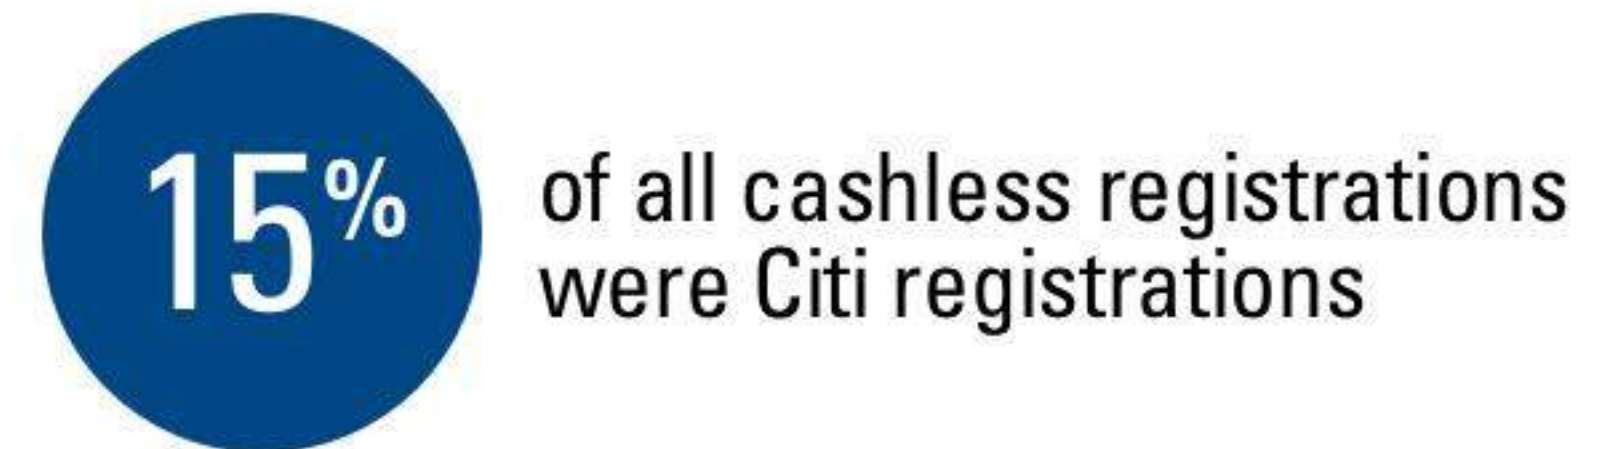 15%
of all cashless registrations
were Citi registrations